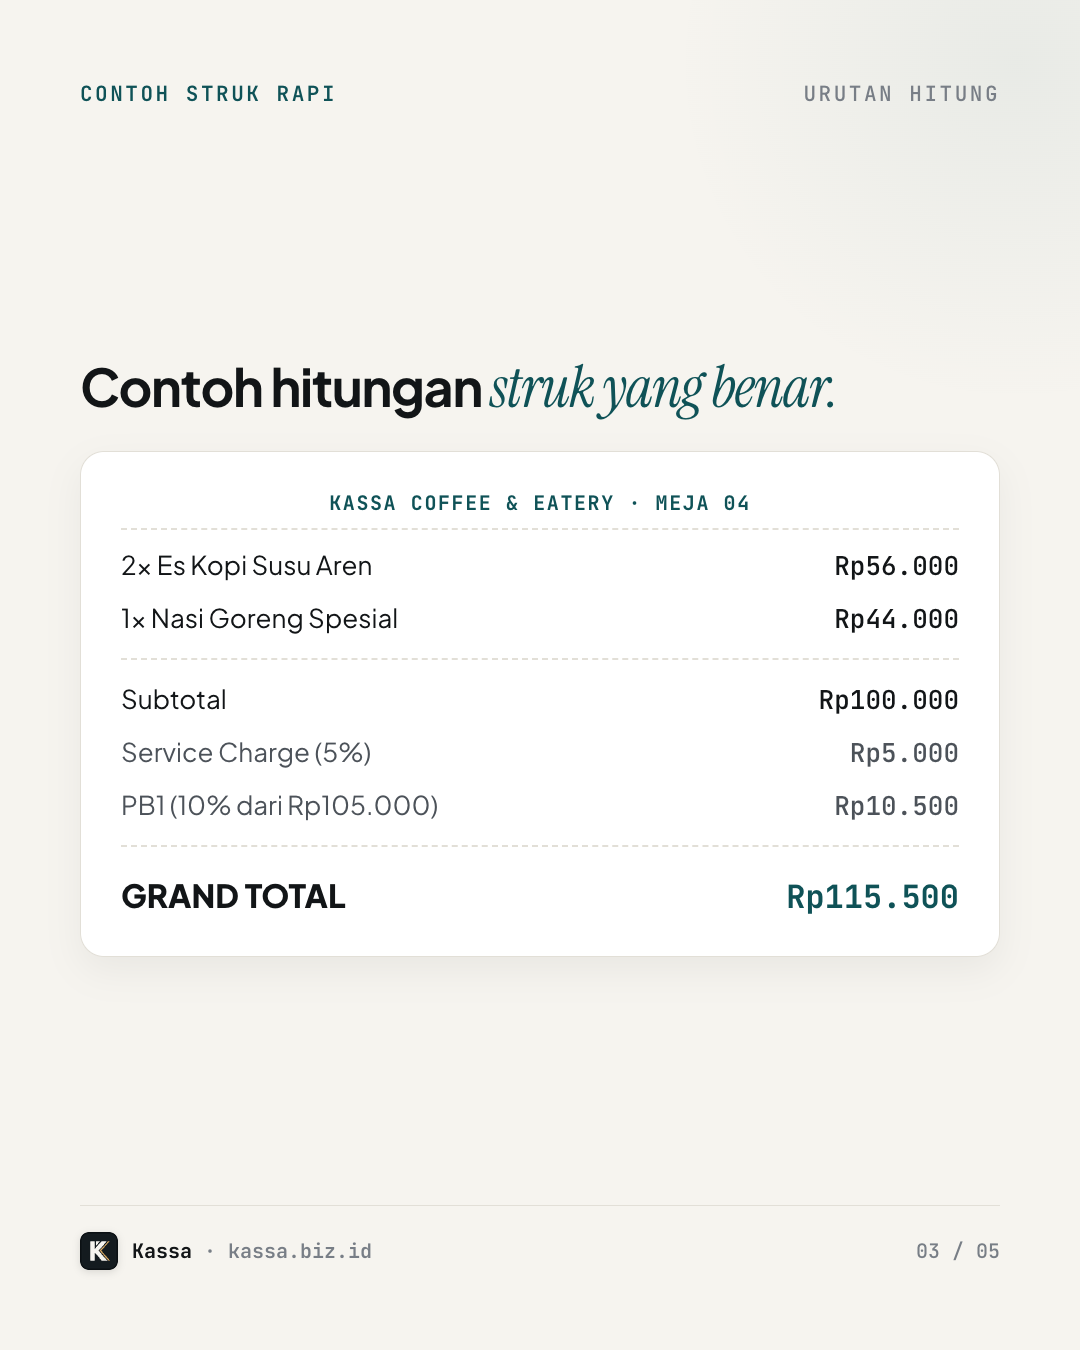 CONTOH STRUK RAPI
URUTAN HITUNG
Contoh hitungan struk yang benar.
KASSA COFFEE & EATERY · MEJA 04
2× Es Kopi Susu Aren Rp56.000
1× Nasi Goreng Spesial Rp44.000
Subtotal Rp100.000
Service Charge (5%) Rp5.000
PB1 (10% dari Rp105.000) Rp10.500
GRAND TOTAL Rp115.500
K Kassa · kassa.biz.id
03 / 05